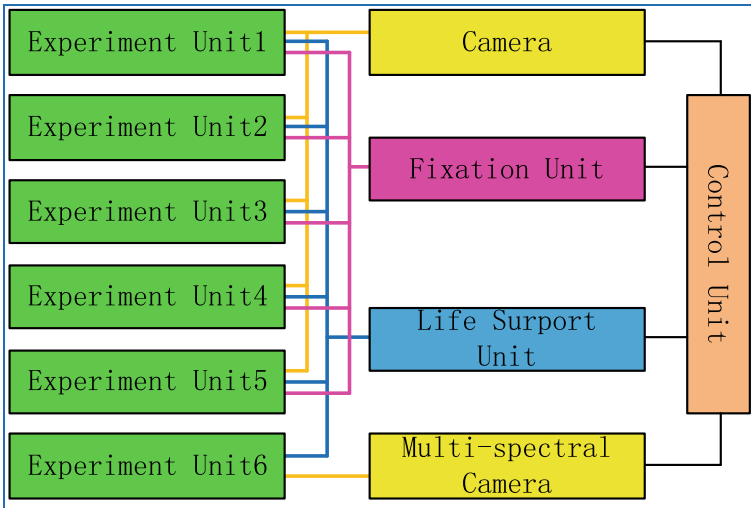 Experiment Unit1
Camera
Experiment Unit2
Fixation Unit
Experiment Unit3
Control Unit
Experiment Unit4
Life Surport
Unit
Experiment Unit5
Experiment Unit6
Multi-spectral
Camera